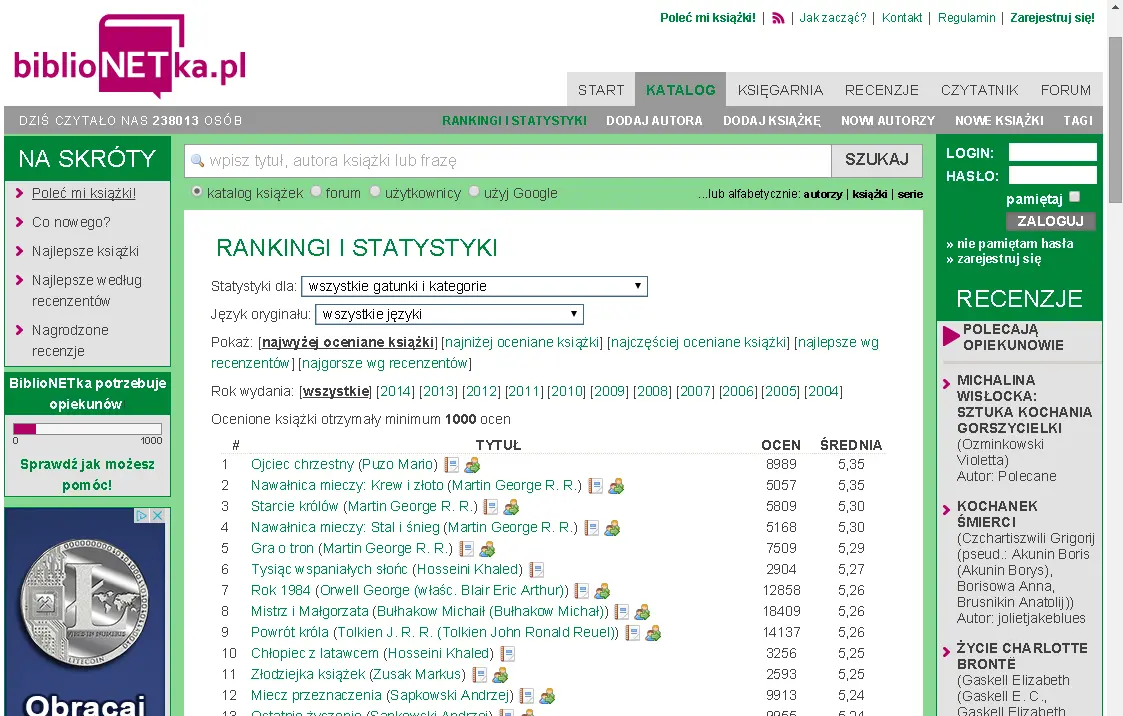 Poleć mi książki! | | Jak zacząć? | Kontakt | Regulamin | Zarejestruj się!
biblioNETka.pl
START KATALOG KSIĘGARNIA RECENZJE CZYTATNIK FORUM
DZIŚ CZYTAŁO NAS 238013 OSÓB
RANKINGI I STATYSTYKI DODAJ AUTORA DODAJ KSIĄŻKĘ NOWI AUTORZY NOWE KSIĄŻKI TAGI
NA SKRÓTY
Poleć mi książki!
Co nowego?
Najlepsze książki
Najlepsze według
recenzentów
Nagrodzone
recenzje
BiblioNETka potrzebuje
opiekunów
0 1000
Sprawdź jak możesz
pomóc!
LITECOIN
Obracaj
wpisz tytuł, autora książki lub frazę
SZUKAJ
katalog książek forum użytkownicy użyj Google
...lub alfabetycznie: autorzy | książki | serie
RANKINGI I STATYSTYKI
Statystyki dla: wszystkie gatunki i kategorie
Język oryginału: wszystkie języki
Pokaż: [najwyżej oceniane książki] [najniżej oceniane książki] [najczęściej oceniane książki] [najlepsze wg
recenzentów] [najgorsze wg recenzentów]
Rok wydania: [wszystkie] [2014] [2013] [2012] [2011] [2010] [2009] [2008] [2007] [2006] [2005] [2004]
Ocenione książki otrzymały minimum 1000 ocen
# TYTUŁ OCEN ŚREDNIA
1 Ojciec chrzestny (Puzo Mario) 8989 5,35
2 Nawałnica mieczy: Krew i złoto (Martin George R. R.) 5057 5,35
3 Starcie królów (Martin George R. R.) 5809 5,30
4 Nawałnica mieczy: Stal i śnieg (Martin George R. R.) 5168 5,30
5 Gra o tron (Martin George R. R.) 7509 5,29
6 Tysiąc wspaniałych słońc (Hosseini Khaled) 2904 5,27
7 Rok 1984 (Orwell George (właśc. Blair Eric Arthur)) 12858 5,26
8 Mistrz i Małgorzata (Bułhakow Michaił (Bułhakow Michał)) 18409 5,26
9 Powrót króla (Tolkien J. R. R. (Tolkien John Ronald Reuel)) 14137 5,26
10 Chłopiec z latawcem (Hosseini Khaled) 3256 5,25
11 Złodziejka książek (Zusak Markus) 2593 5,25
12 Miecz przeznaczenia (Sapkowski Andrzej) 9913 5,24
13 Ostatnie życzenie (Sapkowski Andrzej) 9955 5,24
LOGIN:
HASŁO:
pamiętaj
ZALOGUJ
» nie pamiętam hasła
» zarejestruj się
RECENZJE
POLECAJĄ
OPIEKUNOWIE
MICHALINA
WISŁOCKA:
SZTUKA KOCHANIA
GORSZYCIELKI
(Ozminkowski
Violetta)
Autor: Polecane
KOCHANEK
ŚMIERCI
(Czchartiszwili Grigorij
(pseud.: Akunin Boris
(Akunin Borys),
Borisowa Anna,
Brusnikin Anatolij))
Autor: jolietjakeblues
ŻYCIE CHARLOTTE
BRONTË
(Gaskell Elizabeth
(Gaskell E. C.,
Gaskell Elizabeth